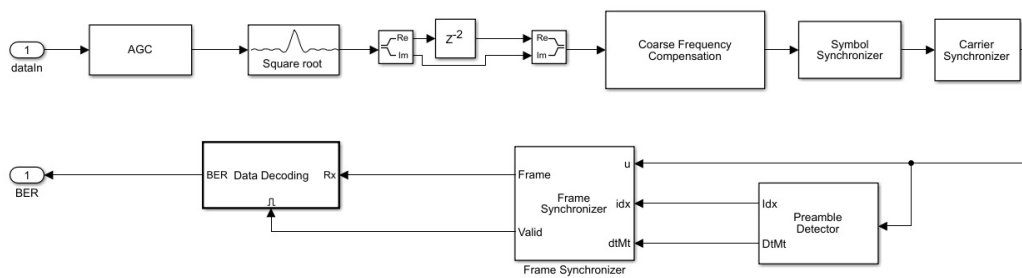 1
dataIn
AGC
Square root
Re
Im
Z-2
Re
Im
Coarse Frequency
Compensation
Symbol
Synchronizer
Carrier
Synchronizer
1
BER
BER
Data Decoding
Rx
Frame
Valid
Frame
Synchronizer
u
idx
dtMt
Frame Synchronizer
Idx
DtMt
Preamble
Detector